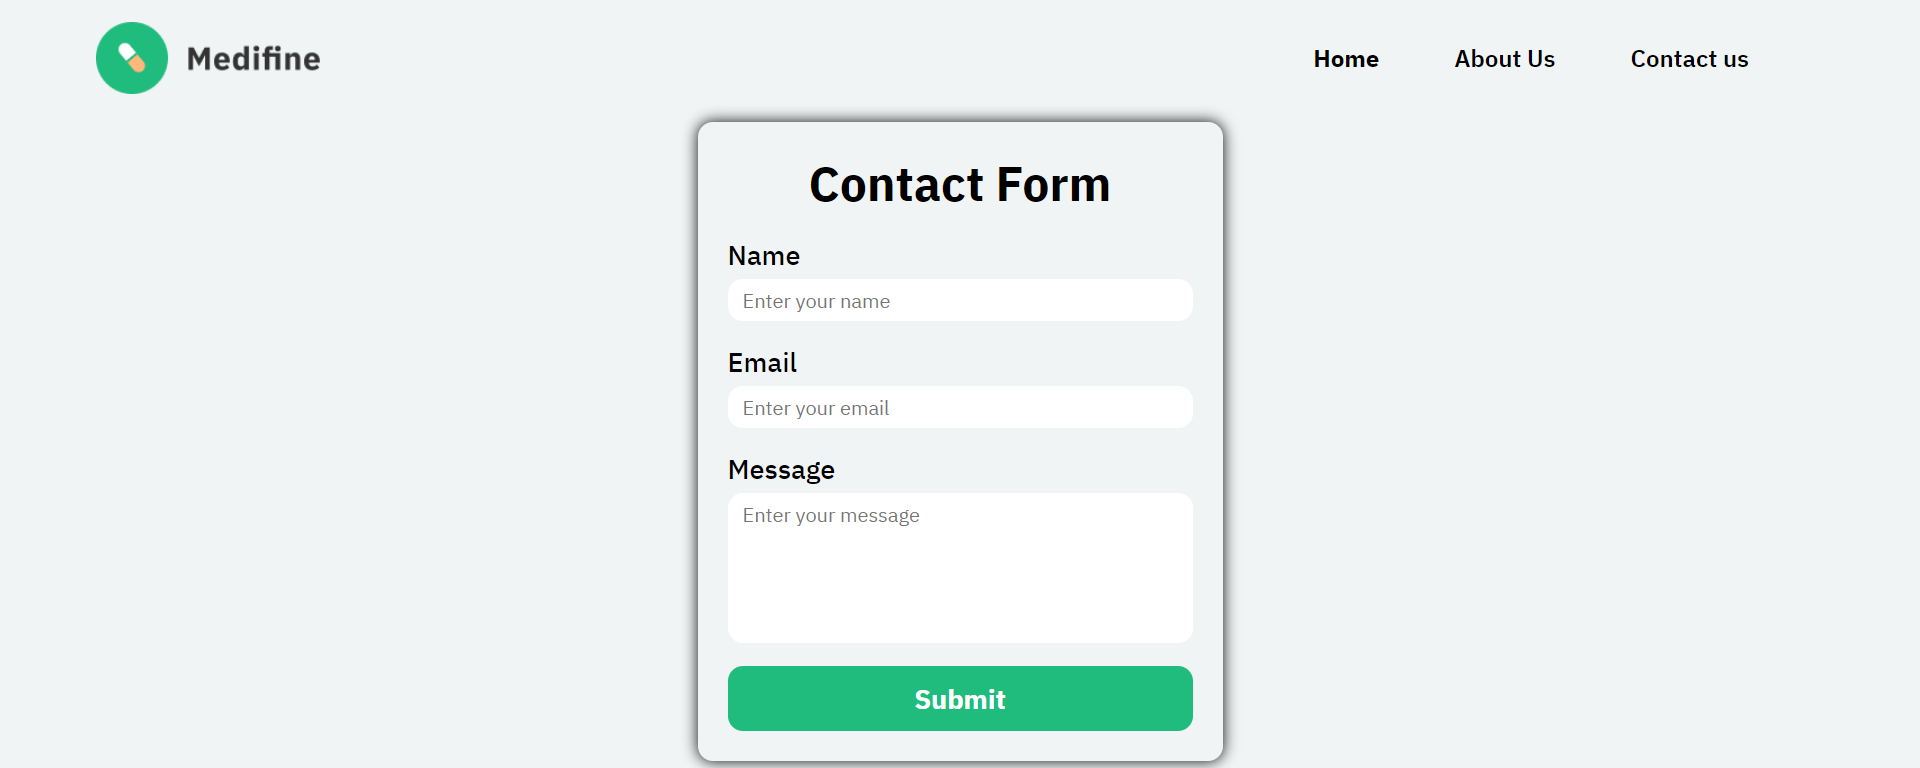 Medifine
Home About Us Contact us
Contact Form
Name
Enter your name
Email
Enter your email
Message
Enter your message
Submit